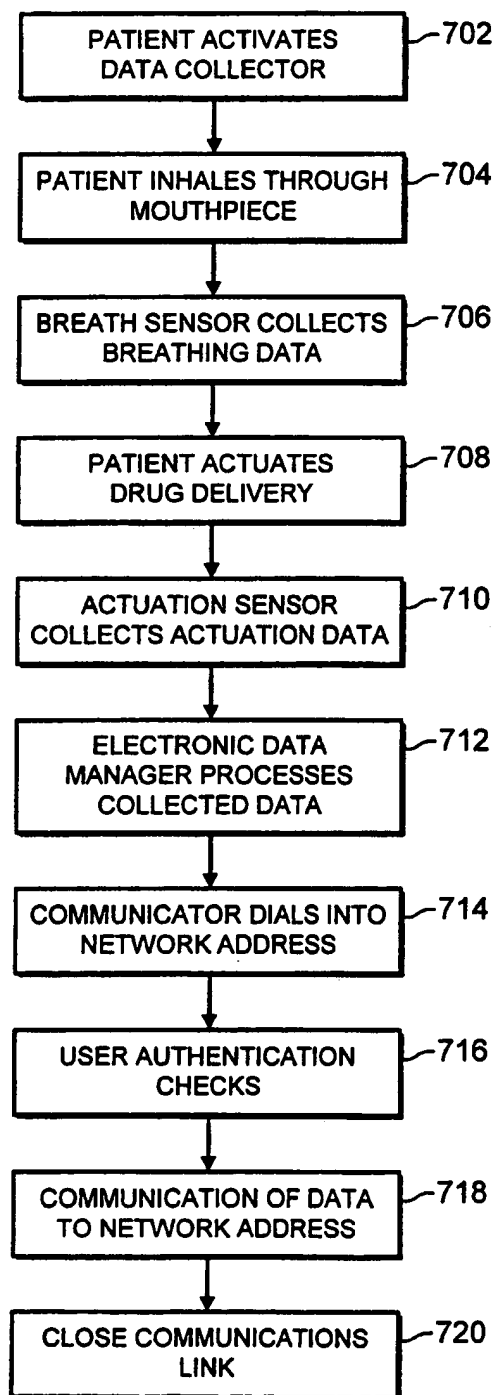 PATIENT ACTIVATES
DATA COLLECTOR
702
PATIENT INHALES THROUGH
MOUTHPIECE
704
BREATH SENSOR COLLECTS
BREATHING DATA
706
PATIENT ACTUATES
DRUG DELIVERY
708
ACTUATION SENSOR
COLLECTS ACTUATION DATA
710
ELECTRONIC DATA
MANAGER PROCESSES
COLLECTED DATA
712
COMMUNICATOR DIALS INTO
NETWORK ADDRESS
714
USER AUTHENTICATION
CHECKS
716
COMMUNICATION OF DATA
TO NETWORK ADDRESS
718
CLOSE COMMUNICATIONS
LINK
720